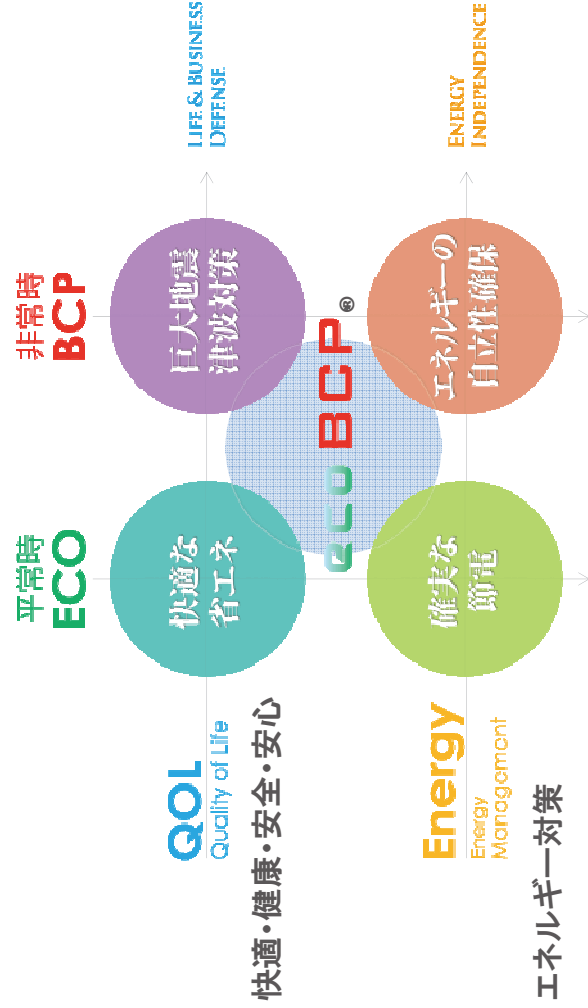 平常時
ECO
非常時
BCP
QOL
Quality of Life
快適・健康・安全・安心
快適な
省エネ
巨大地震
津波対策
LIFE & BUSINESS
DEFENSE
eco BCP®
Energy
Energy
Management
エネルギー対策
確実な
節電
エネルギーの
自立性確保
ENERGY
INDEPENDENCE